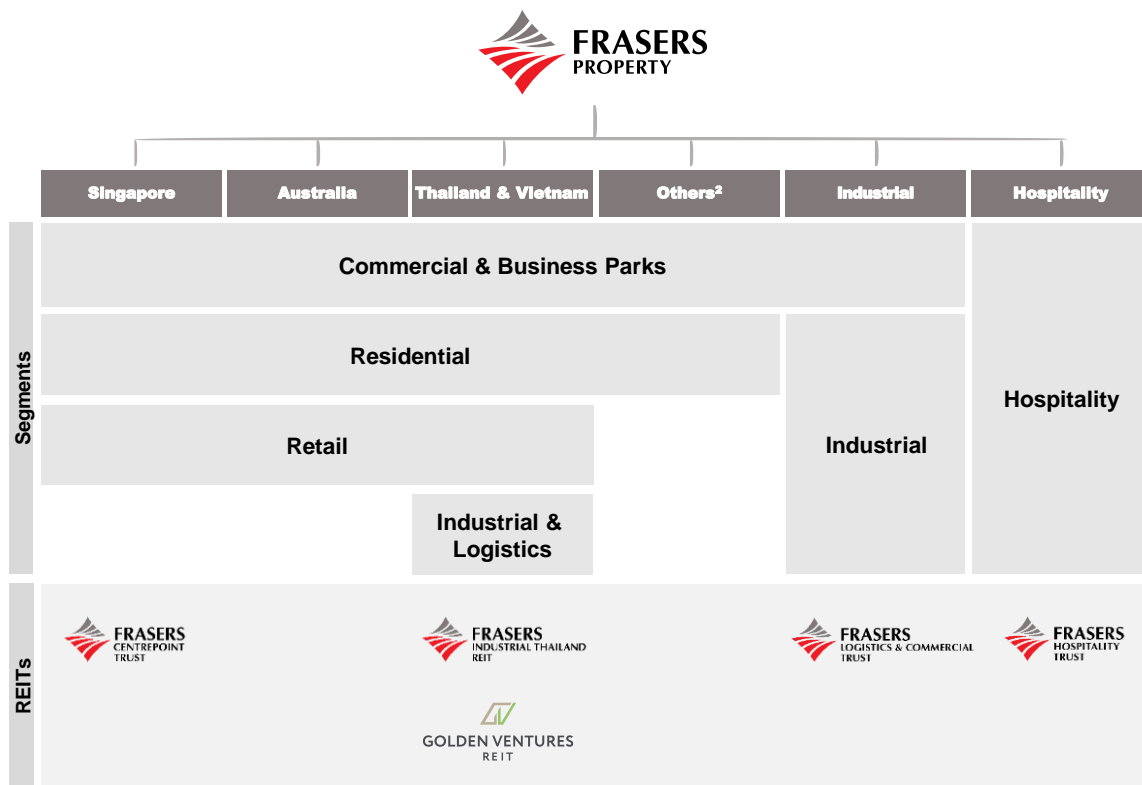 FRASERS
PROPERTY
Singapore
Australia
Thailand & Vietnam
Others²
Industrial
Hospitality
Segments
Commercial & Business Parks
Residential
Retail
Industrial &
Logistics
Industrial
Hospitality
REITs
FRASERS
CENTREPOINT
TRUST
FRASERS
INDUSTRIAL THAILAND
REIT
FRASERS
LOGISTICS & COMMERCIAL
TRUST
FRASERS
HOSPITALITY
TRUST
GOLDEN VENTURES
REIT